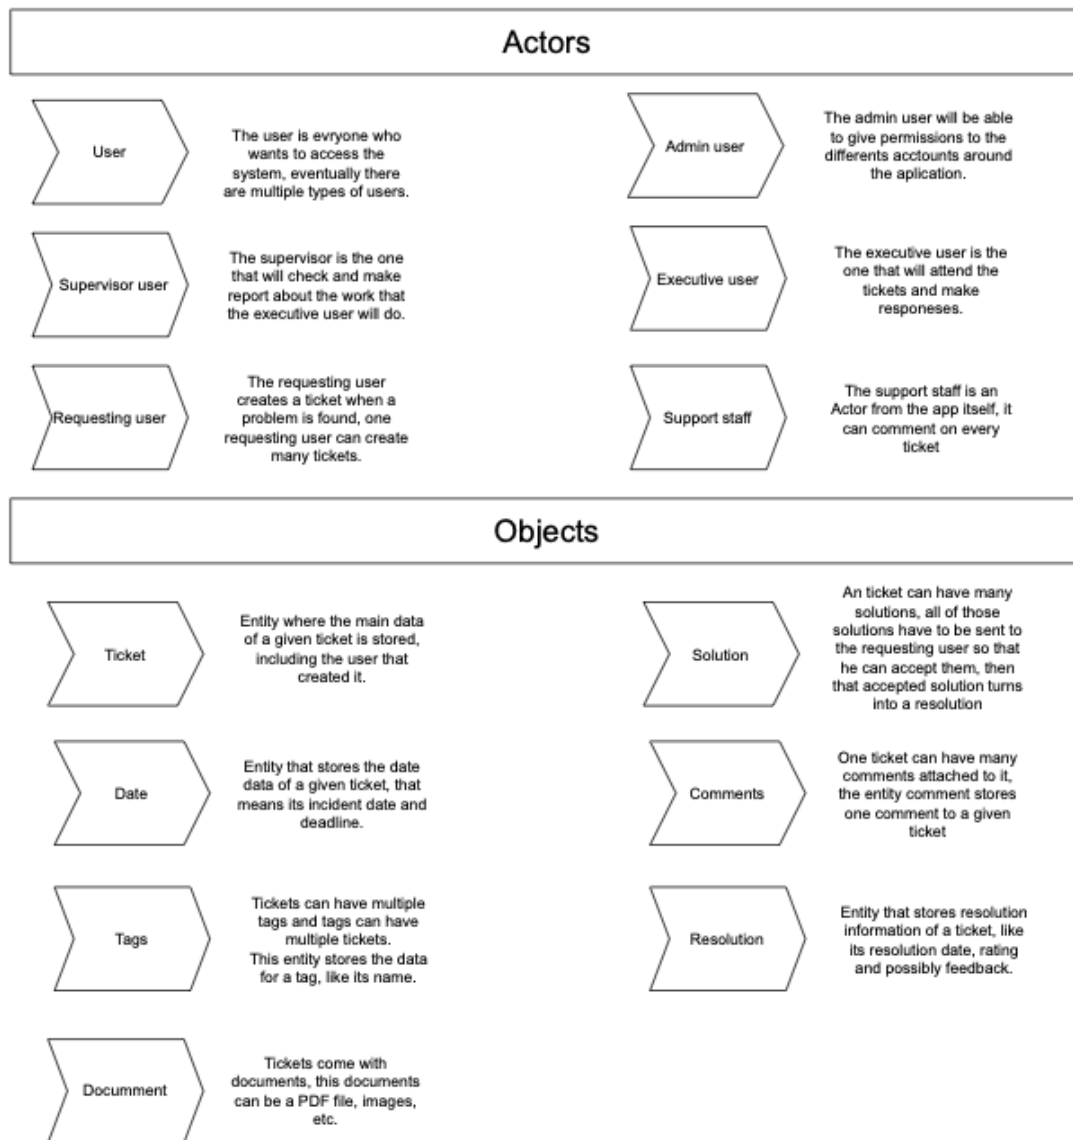 Actors
User
The user is evryone who
wants to access the
system, eventually there
are multiple types of users.
Admin user
The admin user will be able
to give permissions to the
differents acctounts around
the aplication.
Supervisor user
The supervisor is the one
that will check and make
report about the work that
the executive user will do.
Executive user
The executive user is the
one that will attend the
tickets and make
responeses.
Requesting user
The requesting user
creates a ticket when a
problem is found, one
requesting user can create
many tickets.
Support staff
The support staff is an
Actor from the app itself, it
can comment on every
ticket
Objects
Ticket
Entity where the main data
of a given ticket is stored,
including the user that
created it.
Solution
An ticket can have many
solutions, all of those
solutions have to be sent to
the requesting user so that
he can accept them, then
that accepted solution turns
into a resolution
Date
Entity that stores the date
data of a given ticket, that
means its incident date and
deadline.
Comments
One ticket can have many
comments attached to it,
the entity comment stores
one comment to a given
ticket
Tags
Tickets can have multiple
tags and tags can have
multiple tickets.
This entity stores the data
for a tag, like its name.
Resolution
Entity that stores resolution
information of a ticket, like
its resolution date, rating
and possibly feedback.
Documment
Tickets come with
documents, this documents
can be a PDF file, images,
etc.